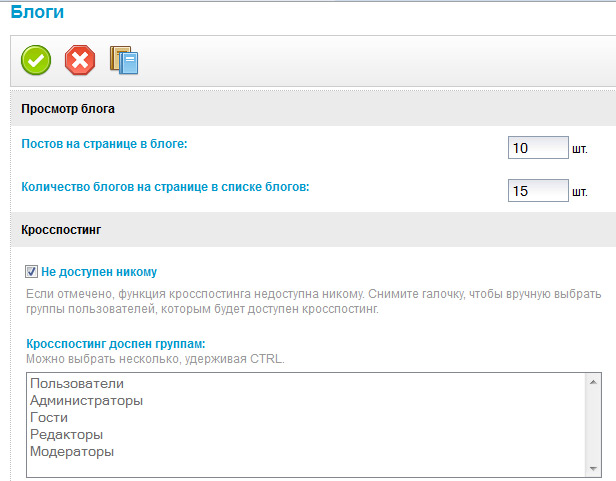 Блоги
Просмотр блога
Постов на странице в блоге:
10 шт.
Количество блогов на странице в списке блогов:
15 шт.
Кросспостинг
Не доступен никому
Если отмечено, функция кросспостинга недоступна никому. Снимите галочку, чтобы вручную выбрать
группы пользователей, которым будет доступен кросспостинг.
Кросспостинг доспен группам:
Можно выбрать несколько, удерживая CTRL.
Пользователи
Администраторы
Гости
Редакторы
Модераторы